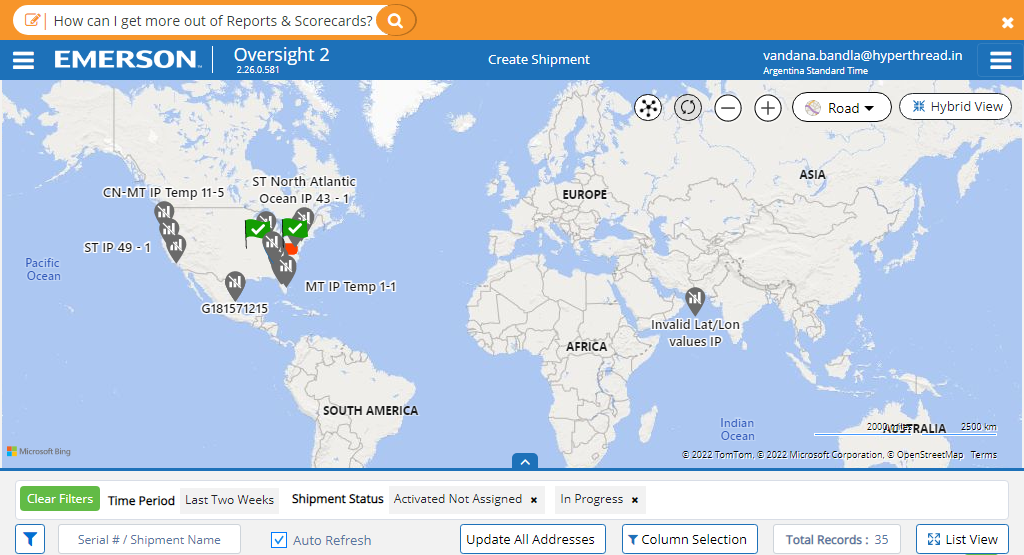 How can I get more out of Reports & Scorecards?
EMERSON
Oversight 2
2.26.0.581
Create Shipment
vandana.bandla@hyperthread.in
Argentina Standard Time
Road
Hybrid View
ASIA
EUROPE
CN-MT IP Temp 11-5
ST North Atlantic
Ocean IP 43 - 1
ST IP 49 - 1
Pacific
Ocean
MT IP Temp 1-1
G181571215
Invalid Lat/Lon
values IP
AFRICA
SOUTH AMERICA
Indian
Ocean
AUSTRALIA
2000 miles
2500 km
Microsoft Bing
© 2022 TomTom, © 2022 Microsoft Corporation, © OpenStreetMap Terms
Clear Filters
Time Period
Last Two Weeks
Shipment Status
Activated Not Assigned
In Progress
Serial # / Shipment Name
Auto Refresh
Update All Addresses
Column Selection
Total Records : 35
List View